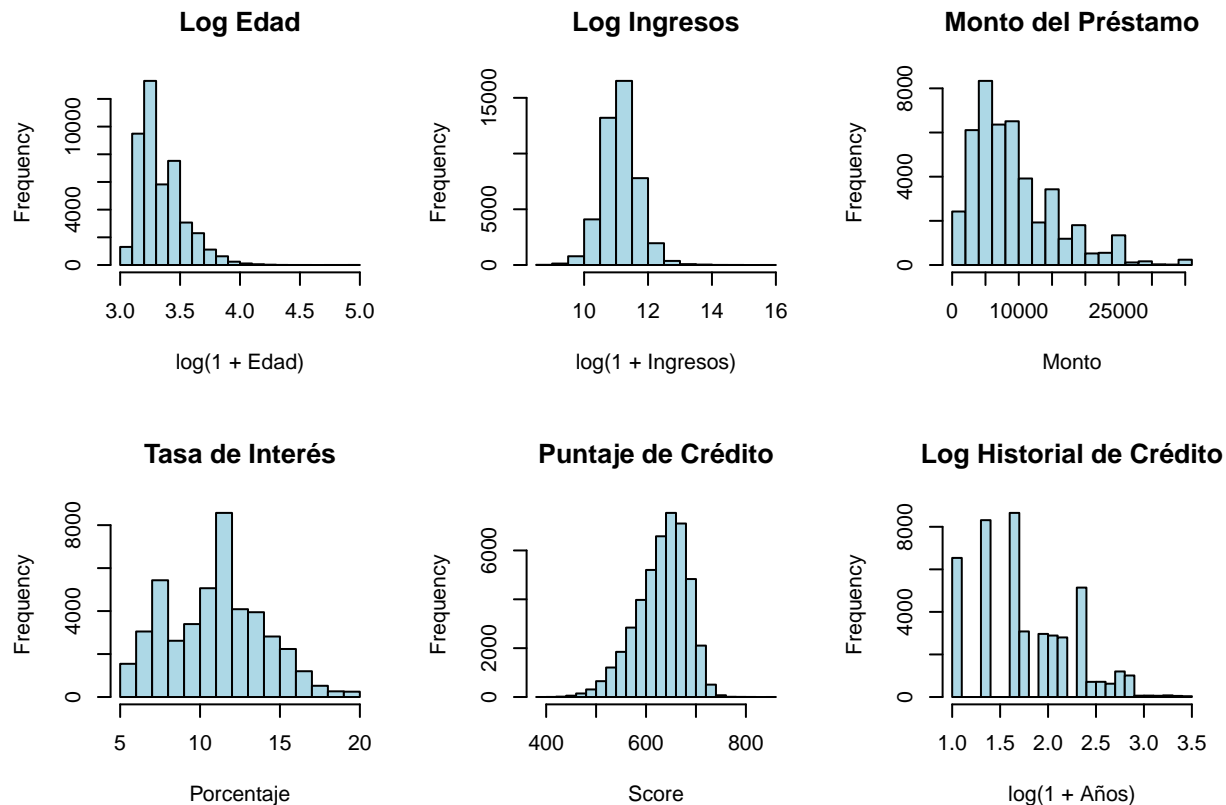 Log Edad
Frequency
0
4000
10000
3.0
3.5
4.0
4.5
5.0
log(1 + Edad)
Log Ingresos
Frequency
0
5000
15000
10
12
14
16
log(1 + Ingresos)
Monto del Préstamo
Frequency
0
4000
8000
0
10000
25000
Monto
Tasa de Interés
Frequency
0
4000
8000
5
10
15
20
Porcentaje
Puntaje de Crédito
Frequency
0
2000
6000
400
600
800
Score
Log Historial de Crédito
Frequency
0
4000
8000
1.0
1.5
2.0
2.5
3.0
3.5
log(1 + Años)